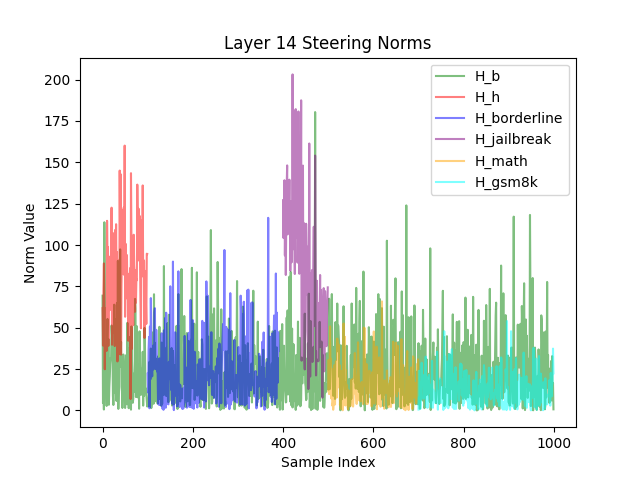 Layer 14 Steering Norms
Norm Value
200
175
150
125
100
75
50
25
0
H_b
H_h
H_borderline
H_jailbreak
H_math
H_gsm8k
0 200 400 600 800 1000
Sample Index